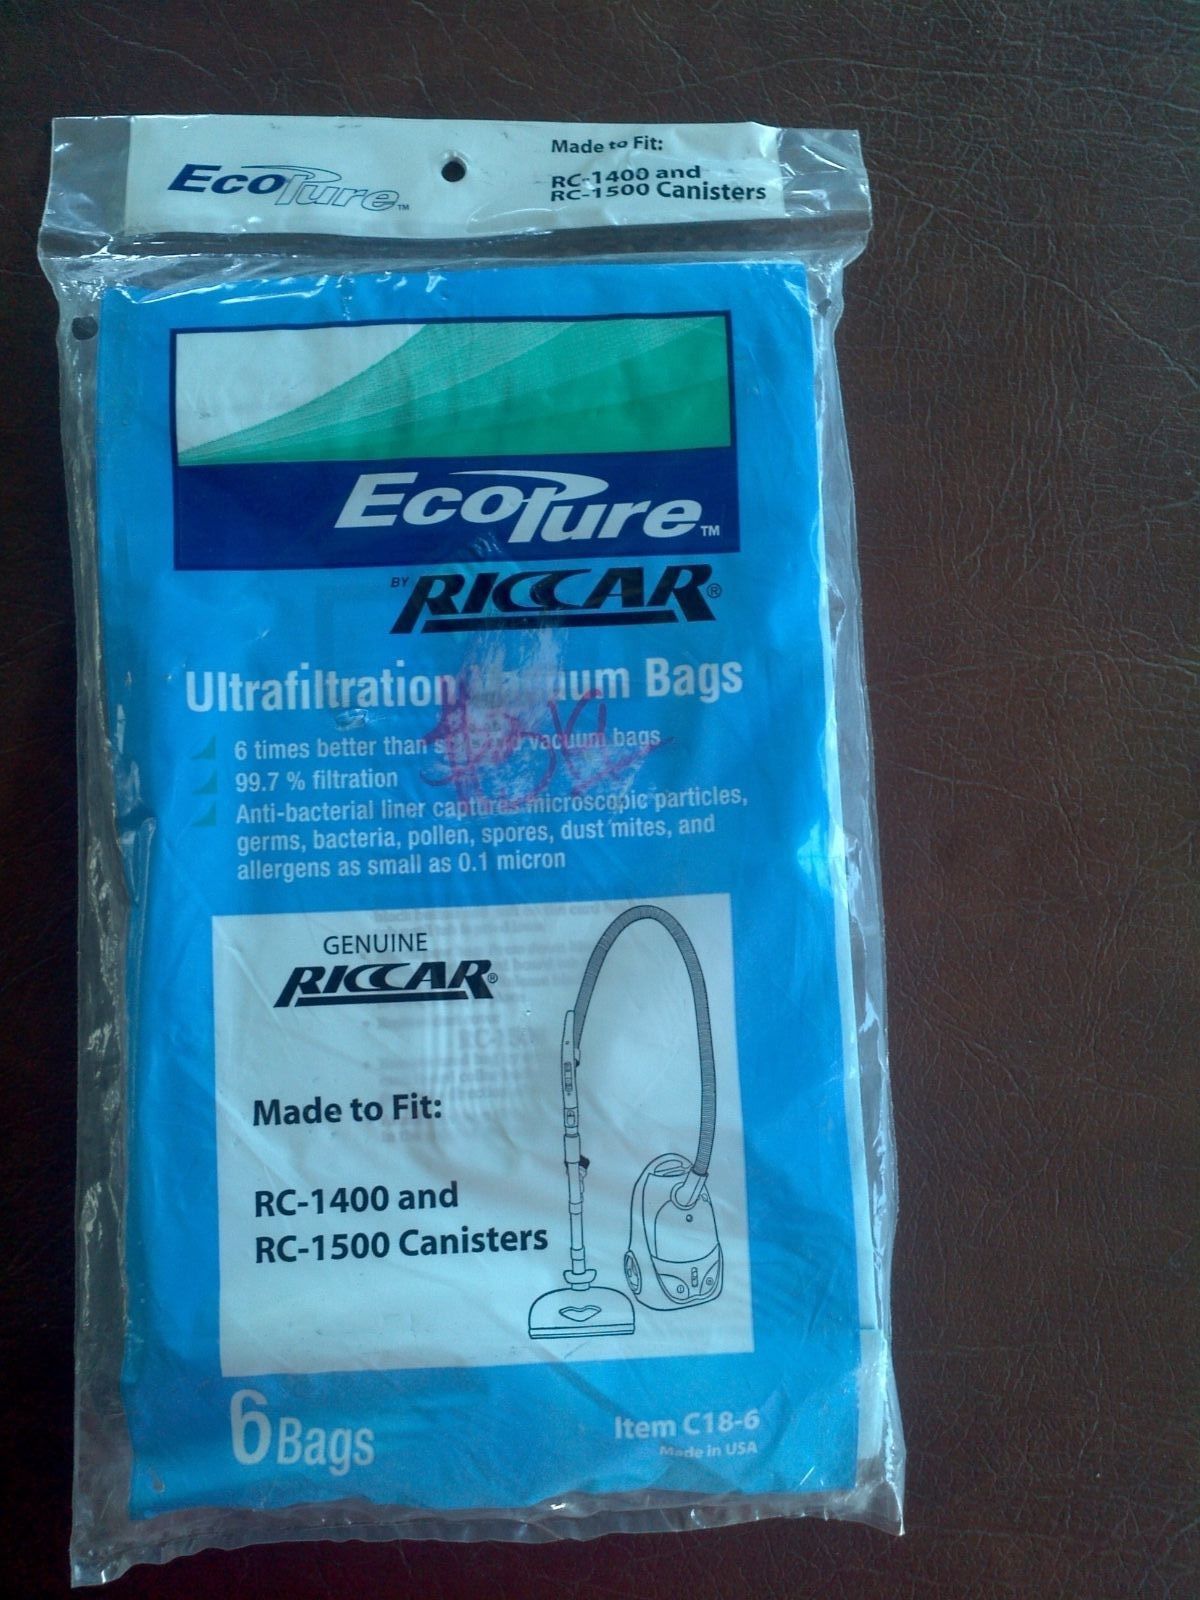 EcoPure™
Made to Fit:
RC-1400 and
RC-1500 Canisters
EcoPure™
BY RICCAR®
Ultrafiltration Vacuum Bags
6 times better than standard vacuum bags
99.7 % filtration
Anti-bacterial liner captures microscopic particles,
germs, bacteria, pollen, spores, dust mites, and
allergens as small as 0.1 micron
GENUINE
RICCAR®
Made to Fit:
RC-1400 and
RC-1500 Canisters
6 Bags
Item C18-6
Made in USA